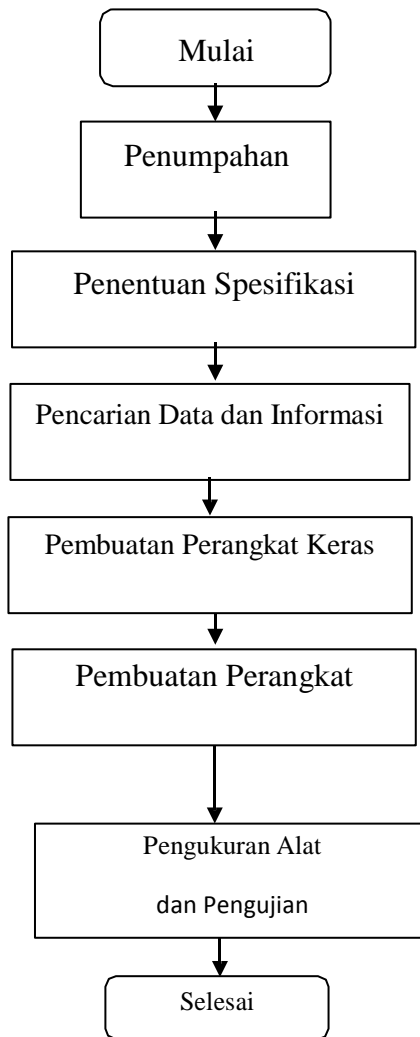 Mulai
Penumpahan
Penentuan Spesifikasi
Pencarian Data dan Informasi
Pembuatan Perangkat Keras
Pembuatan Perangkat
Pengukuran Alat
dan Pengujian
Selesai